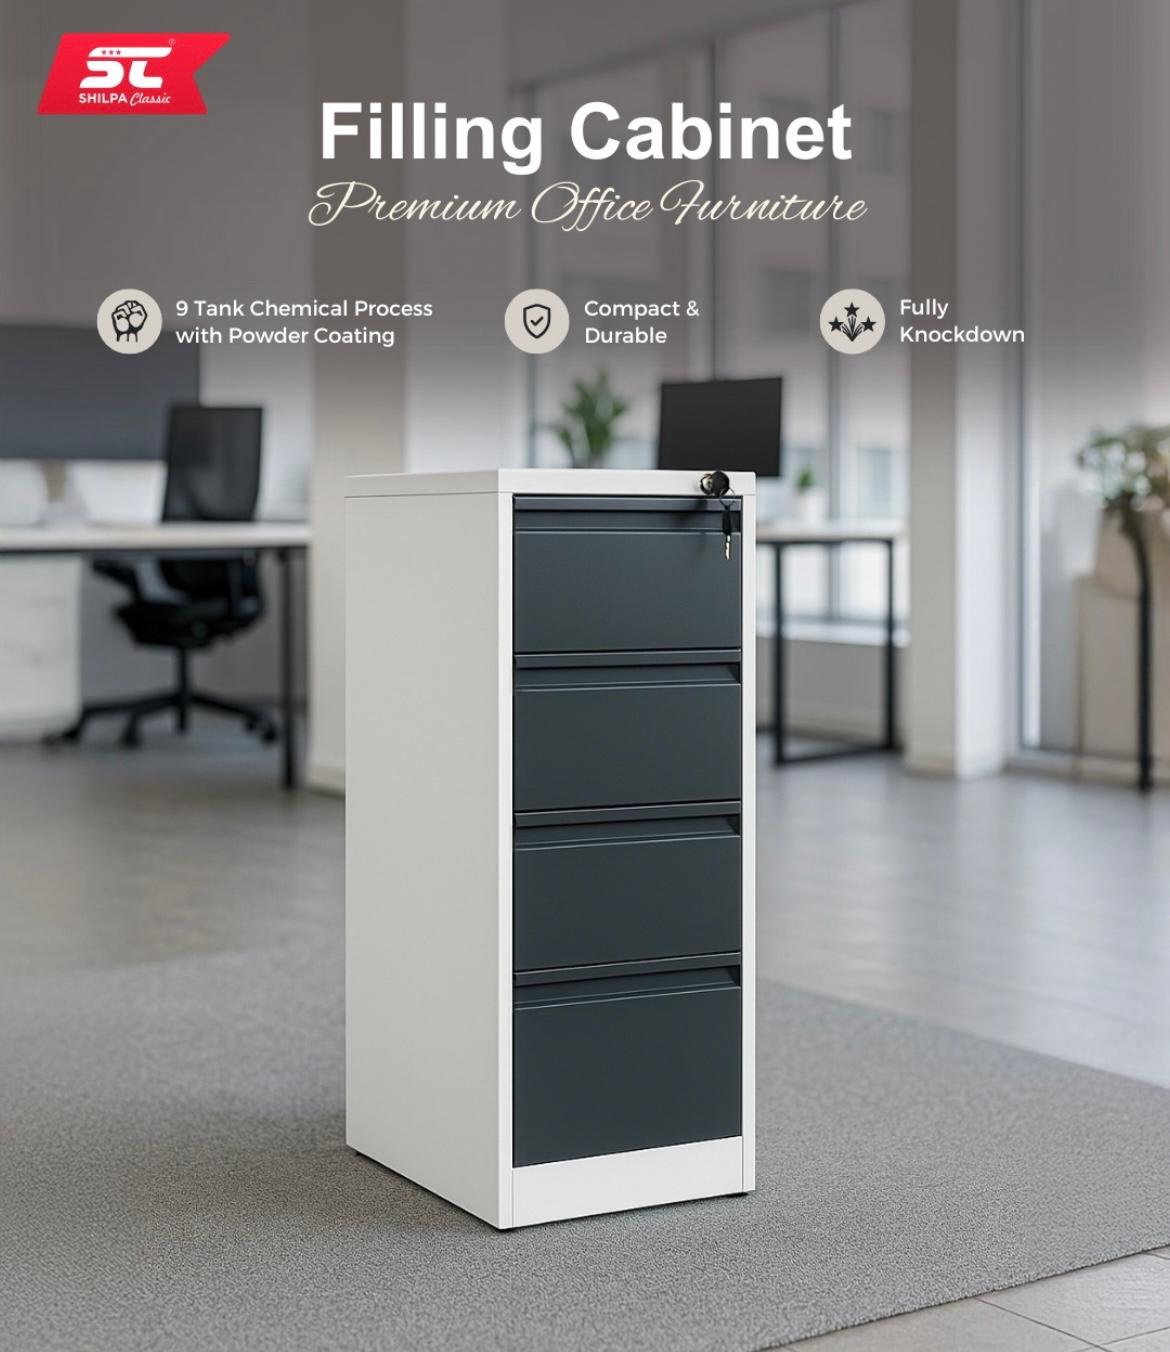 SC®
SHILPA Classic
Filling Cabinet
Premium Office Furniture
9 Tank Chemical Process
with Powder Coating
Compact &
Durable
Fully
Knockdown